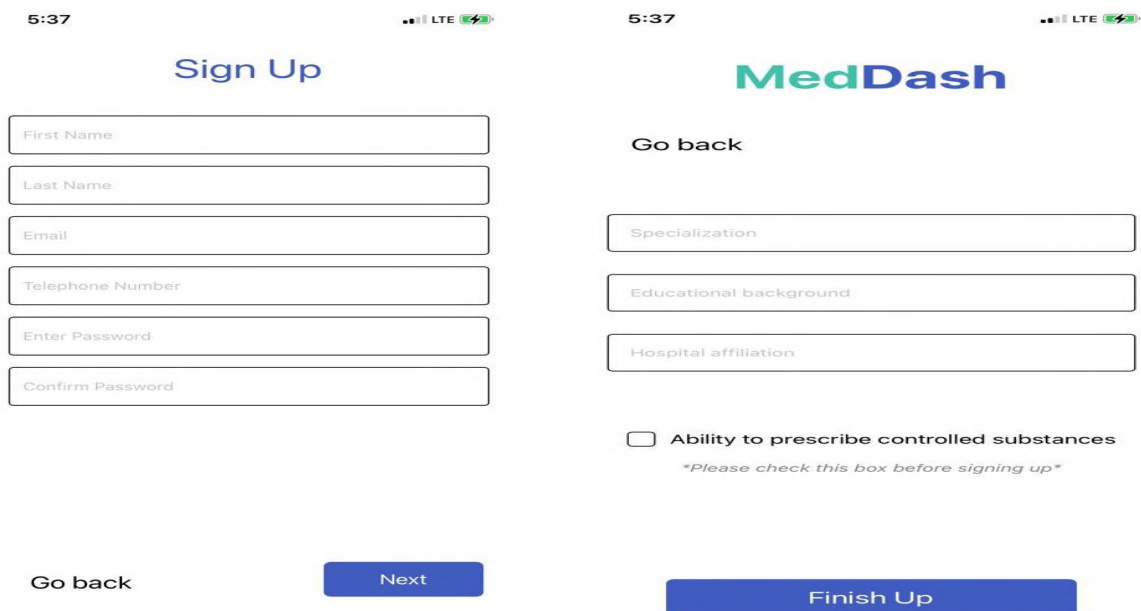 5:37
LTE
Sign Up
First Name
Last Name
Email
Telephone Number
Enter Password
Confirm Password
Go back
Next
5:37
LTE
MedDash
Go back
Specialization
Educational background
Hospital affiliation
Ability to prescribe controlled substances
*Please check this box before signing up*
Finish Up